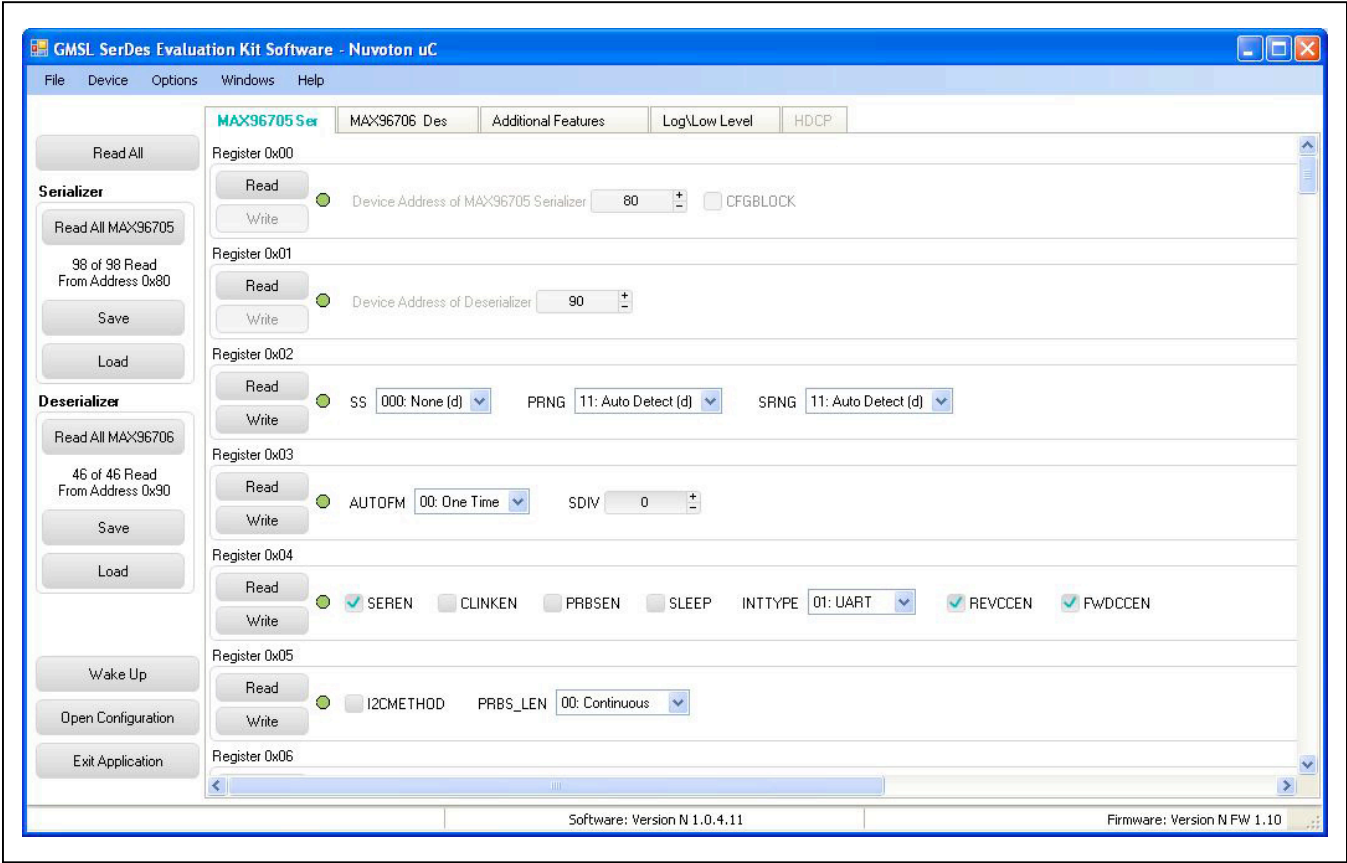 GMSL SerDes Evaluation Kit Software - Nuvoton uC
File Device Options Windows Help
MAX96705 Ser MAX96706 Des Additional Features Log\Low Level HDCP
Read All
Serializer
Read All MAX96705
98 of 98 Read
From Address 0x80
Save
Load
Deserializer
Read All MAX96706
46 of 46 Read
From Address 0x90
Save
Load
Wake Up
Open Configuration
Exit Application
Register 0x00
Read
Write
Device Address of MAX96705 Serializer 80 + - CFGBLOCK
Register 0x01
Read
Write
Device Address of Deserializer 90 + -
Register 0x02
Read
Write
SS 000: None (d) PRNG 11: Auto Detect (d) SRNG 11: Auto Detect (d)
Register 0x03
Read
Write
AUTOFM 00: One Time SDIV 0 + -
Register 0x04
Read
Write
SEREN CLINKEN PRBSEN SLEEP INTTYPE 01: UART REVCCEN FWDCCEN
Register 0x05
Read
Write
I2CMETHOD PRBS_LEN 00: Continuous
Register 0x06
Software: Version N 1.0.4.11 Firmware: Version N FW 1.10